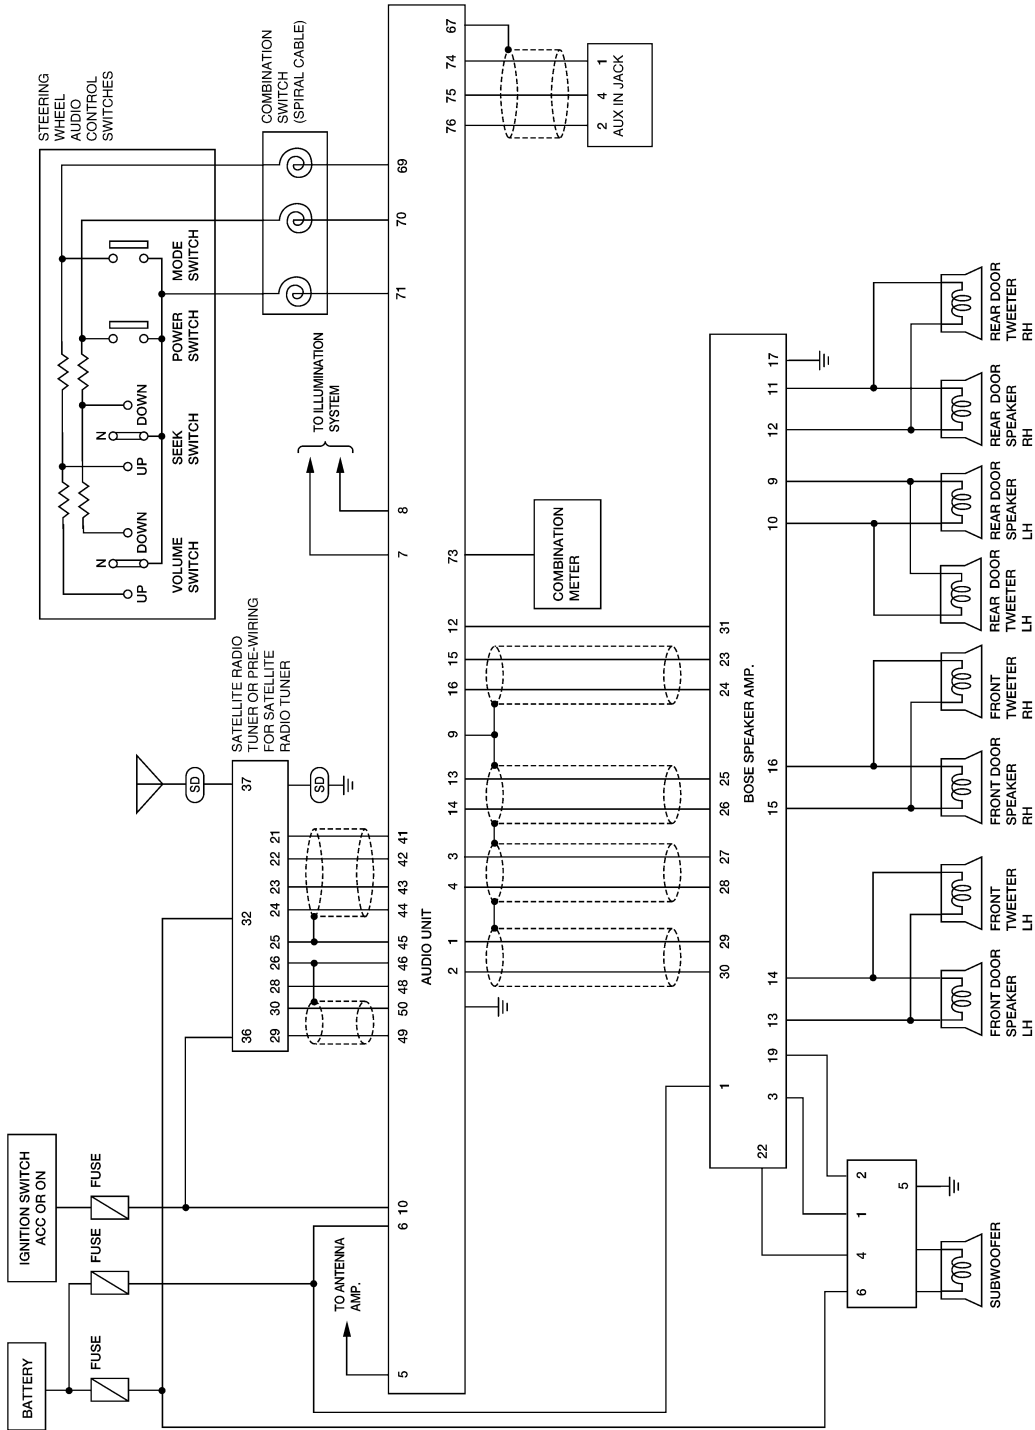 BATTERY
FUSE
FUSE
IGNITION SWITCH
ACC OR ON
FUSE
SATELLITE RADIO
TUNER OR PRE-WIRING
FOR SATELLITE
RADIO TUNER
36
32
37
SD
SD
29
30
28
26
25
24
23
22
21
STEERING
WHEEL
AUDIO
CONTROL
SWITCHES
UP
N
DOWN
VOLUME
SWITCH
UP
N
DOWN
SEEK
SWITCH
POWER
SWITCH
MODE
SWITCH
COMBINATION
SWITCH
(SPIRAL CABLE)
TO ANTENNA
AMP.
TO ILLUMINATION
SYSTEM
5
6
10
49
50
48
46
45
44
43
42
41
7
8
71
70
69
AUDIO UNIT
2
1
4
3
14
13
9
16
15
12
73
76
75
74
67
COMBINATION
METER
2
4
1
AUX IN JACK
1
30
29
28
27
26
25
24
23
31
BOSE SPEAKER AMP.
22
3
19
13
14
15
16
10
9
12
11
17
6
4
1
2
5
SUBWOOFER
FRONT DOOR
SPEAKER
LH
FRONT
TWEETER
LH
FRONT DOOR
SPEAKER
RH
FRONT
TWEETER
RH
REAR DOOR
TWEETER
LH
REAR DOOR
SPEAKER
LH
REAR DOOR
SPEAKER
RH
REAR DOOR
TWEETER
RH